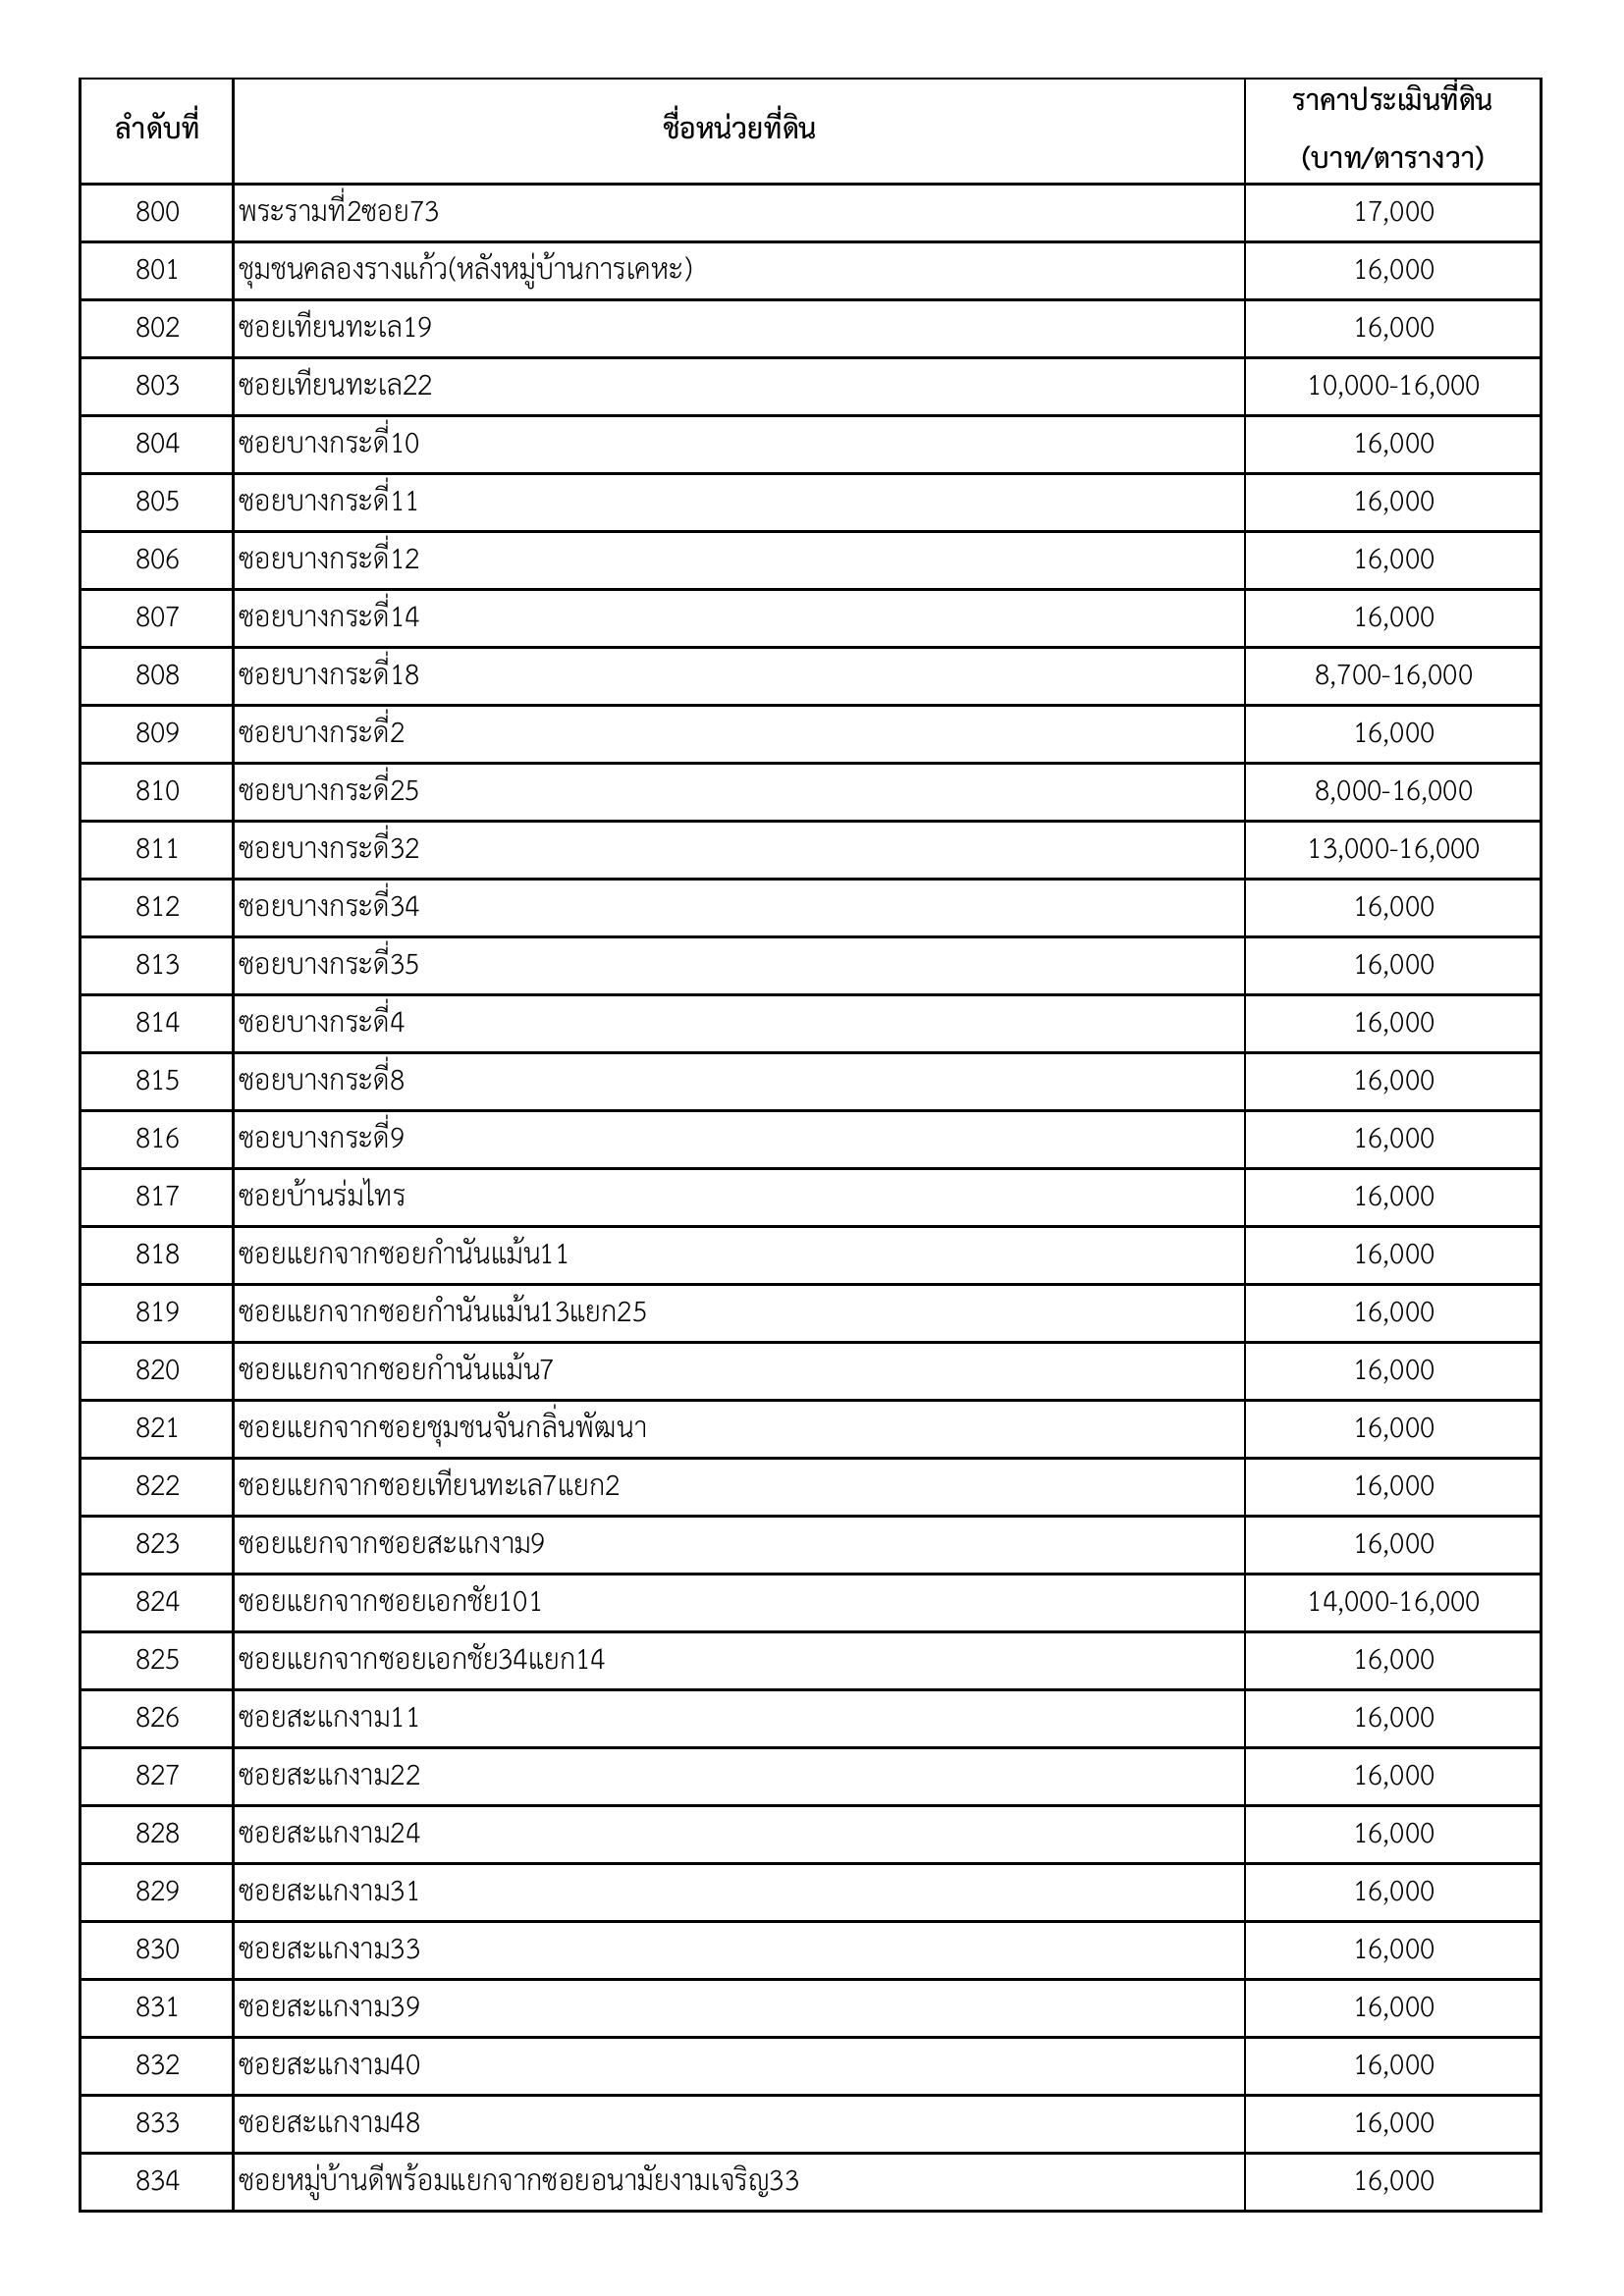 ลำดับที่ ชื่อหน่วยที่ดิน ราคาประเมินที่ดิน
(บาท/ตารางวา)
800 พระรามที่2ซอย73 17,000
801 ชุมชนคลองรางแก้ว(หลังหมู่บ้านการเคหะ) 16,000
802 ซอยเทียนทะเล19 16,000
803 ซอยเทียนทะเล22 10,000-16,000
804 ซอยบางกระดี่10 16,000
805 ซอยบางกระดี่11 16,000
806 ซอยบางกระดี่12 16,000
807 ซอยบางกระดี่14 16,000
808 ซอยบางกระดี่18 8,700-16,000
809 ซอยบางกระดี่2 16,000
810 ซอยบางกระดี่25 8,000-16,000
811 ซอยบางกระดี่32 13,000-16,000
812 ซอยบางกระดี่34 16,000
813 ซอยบางกระดี่35 16,000
814 ซอยบางกระดี่4 16,000
815 ซอยบางกระดี่8 16,000
816 ซอยบางกระดี่9 16,000
817 ซอยบ้านร่มไทร 16,000
818 ซอยแยกจากซอยกำนันแม้น11 16,000
819 ซอยแยกจากซอยกำนันแม้น13แยก25 16,000
820 ซอยแยกจากซอยกำนันแม้น7 16,000
821 ซอยแยกจากซอยชุมชนจันกลิ่นพัฒนา 16,000
822 ซอยแยกจากซอยเทียนทะเล7แยก2 16,000
823 ซอยแยกจากซอยสะแกงาม9 16,000
824 ซอยแยกจากซอยเอกชัย101 14,000-16,000
825 ซอยแยกจากซอยเอกชัย34แยก14 16,000
826 ซอยสะแกงาม11 16,000
827 ซอยสะแกงาม22 16,000
828 ซอยสะแกงาม24 16,000
829 ซอยสะแกงาม31 16,000
830 ซอยสะแกงาม33 16,000
831 ซอยสะแกงาม39 16,000
832 ซอยสะแกงาม40 16,000
833 ซอยสะแกงาม48 16,000
834 ซอยหมู่บ้านดีพร้อมแยกจากซอยอนามัยงามเจริญ33 16,000